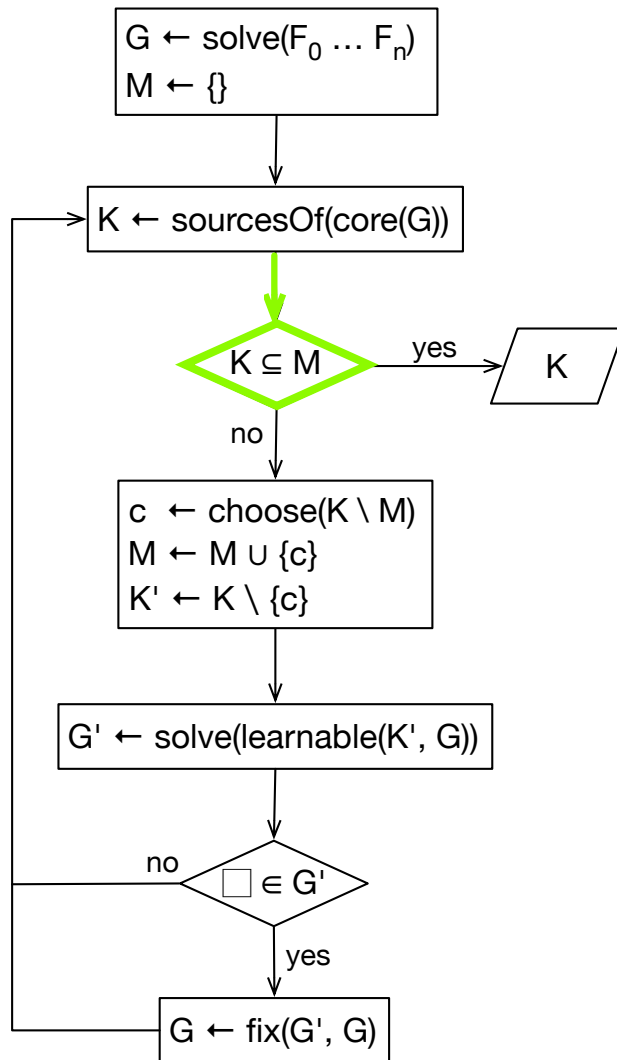 G ← solve(F₀ … Fₙ)
M ← {}
K ← sourcesOf(core(G))
K ⊆ M
yes
K
no
c ← choose(K \ M)
M ← M ∪ {c}
K' ← K \ {c}
G' ← solve(learnable(K', G))
no
□ ∈ G'
yes
G ← fix(G', G)